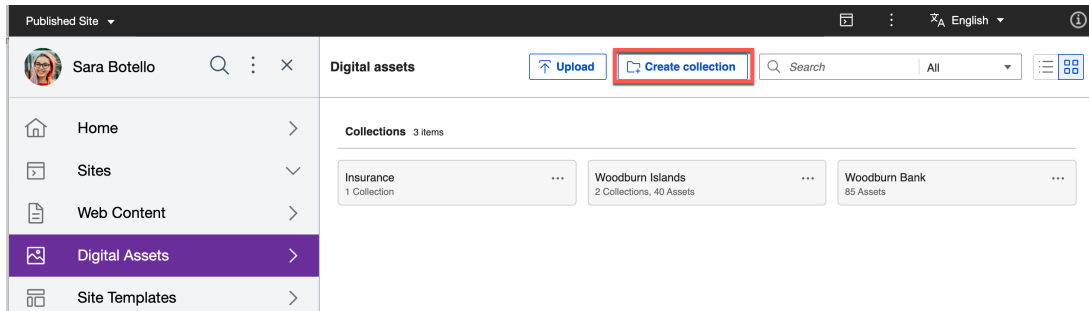 Published Site
English
Sara Botello
Digital assets
Upload
Create collection
Search
All
Home
Sites
Web Content
Digital Assets
Site Templates
Collections 3 items
Insurance
1 Collection
Woodburn Islands
2 Collections, 40 Assets
Woodburn Bank
85 Assets